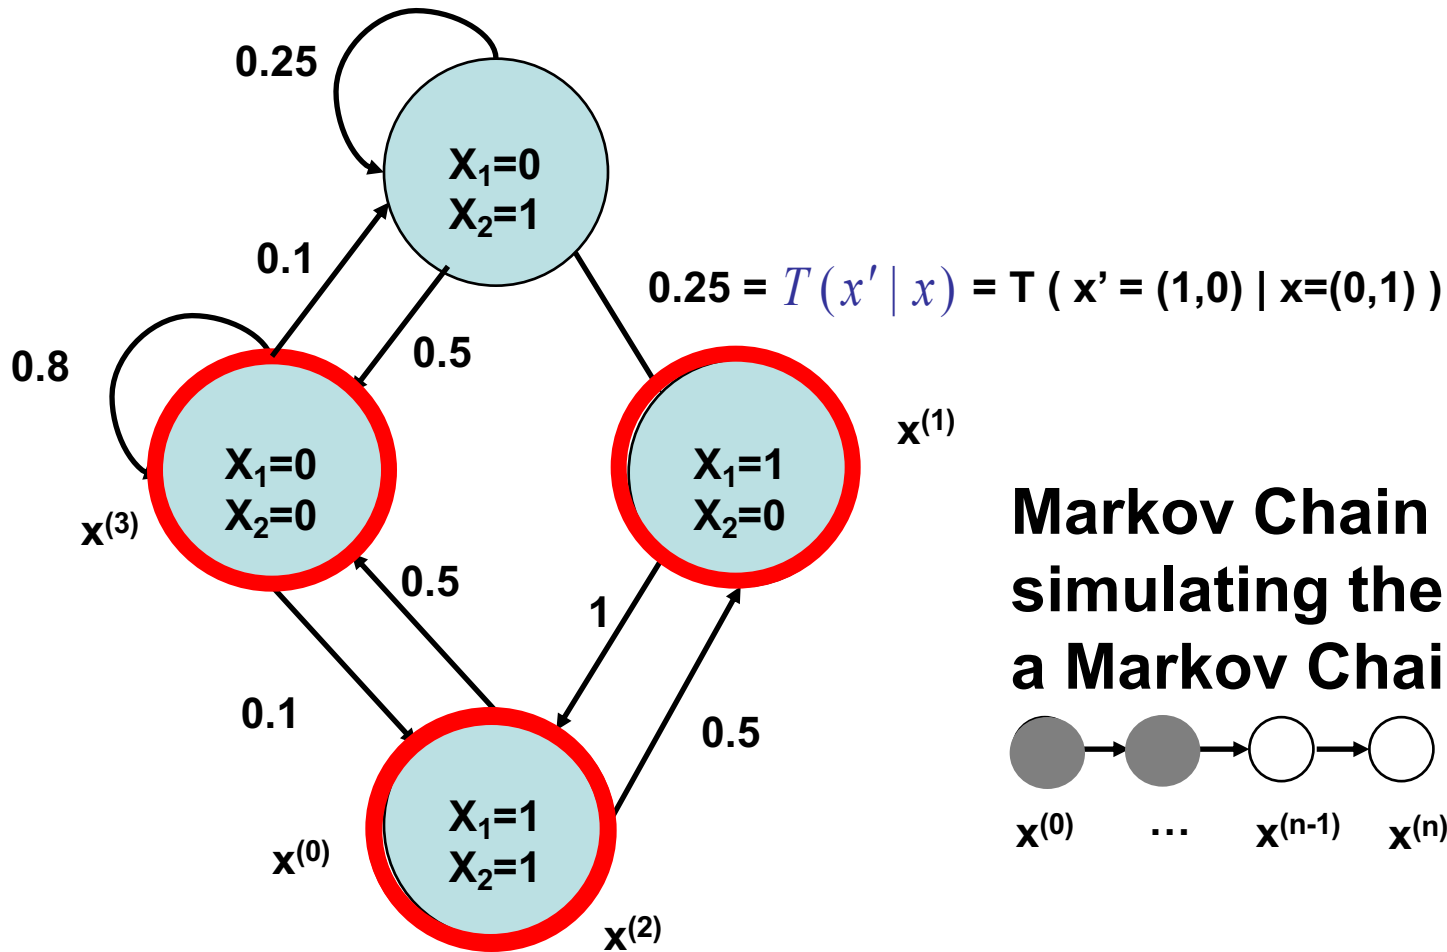 0.25
X₁=0
X₂=1
0.1
0.25 = T(x′ | x) = T ( x’ = (1,0) | x=(0,1) )
0.5
0.8
x⁽¹⁾
X₁=0
X₂=0
X₁=1
X₂=0
x⁽³⁾
Markov Chain
simulating the
a Markov Chai
0.5
1
0.1
0.5
X₁=1
X₂=1
x⁽⁰⁾
x⁽²⁾
x⁽⁰⁾ … x⁽ⁿ⁻¹⁾ x⁽ⁿ⁾